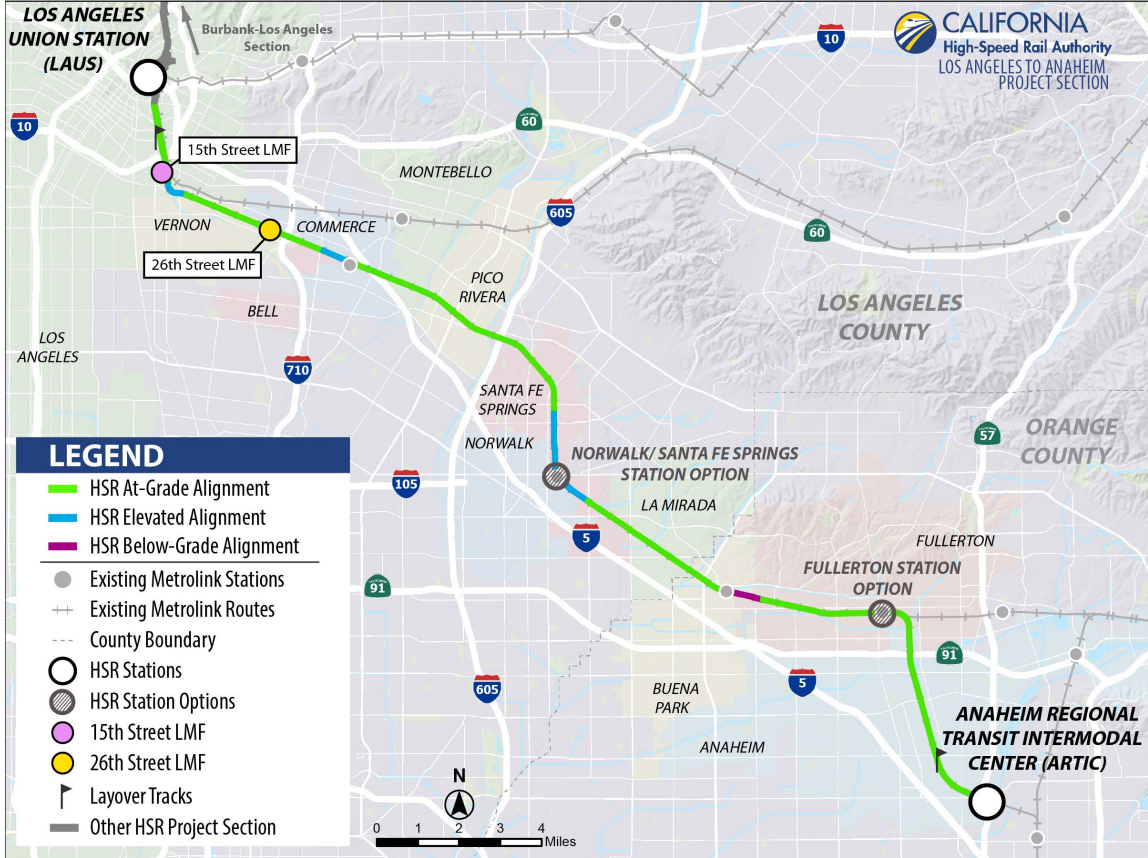 LOS ANGELES
UNION STATION
(LAUS)
Burbank-Los Angeles
Section
10
CALIFORNIA
High-Speed Rail Authority
LOS ANGELES TO ANAHEIM
PROJECT SECTION
10
60
15th Street LMF
MONTEBELLO
605
VERNON
COMMERCE
60
26th Street LMF
PICO
RIVERA
BELL
LOS ANGELES
COUNTY
LOS
ANGELES
710
SANTA FE
SPRINGS
57
ORANGE
COUNTY
NORWALK
NORWALK/ SANTA FE SPRINGS
STATION OPTION
105
LA MIRADA
5
FULLERTON
FULLERTON STATION
OPTION
91
91
605
5
BUENA
PARK
ANAHEIM
ANAHEIM REGIONAL
TRANSIT INTERMODAL
CENTER (ARTIC)
LEGEND
HSR At-Grade Alignment
HSR Elevated Alignment
HSR Below-Grade Alignment
Existing Metrolink Stations
Existing Metrolink Routes
County Boundary
HSR Stations
HSR Station Options
15th Street LMF
26th Street LMF
Layover Tracks
Other HSR Project Section
N
0 1 2 3 4
Miles